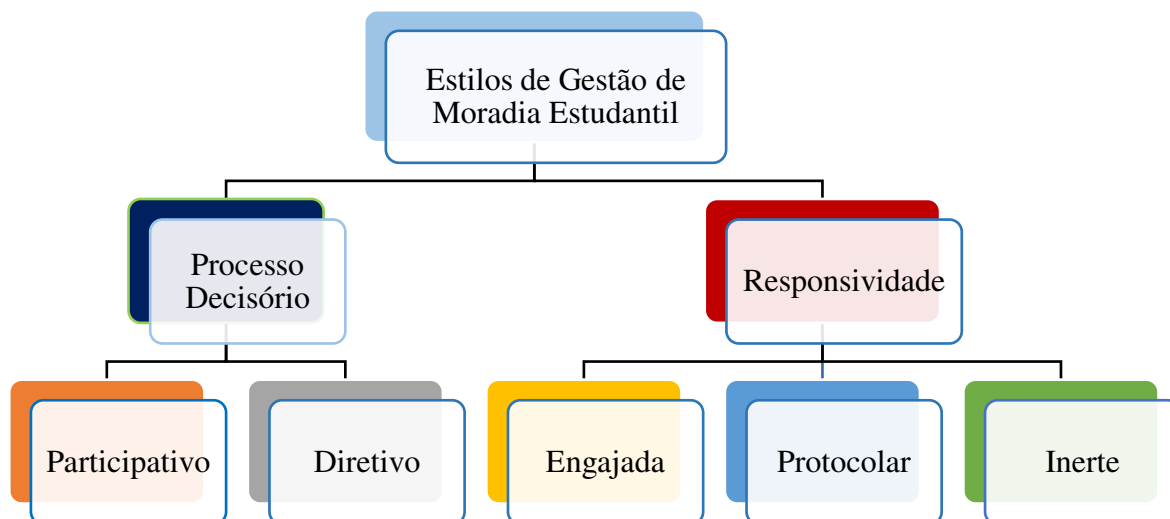 Estilos de Gestão de
Moradia Estudantil
Processo
Decisório
Responsividade
Participativo
Diretivo
Engajada
Protocolar
Inerte